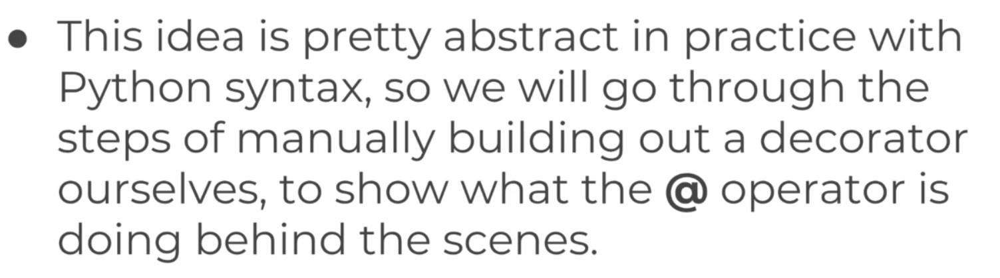 • This idea is pretty abstract in practice with
Python syntax, so we will go through the
steps of manually building out a decorator
ourselves, to show what the @ operator is
doing behind the scenes.